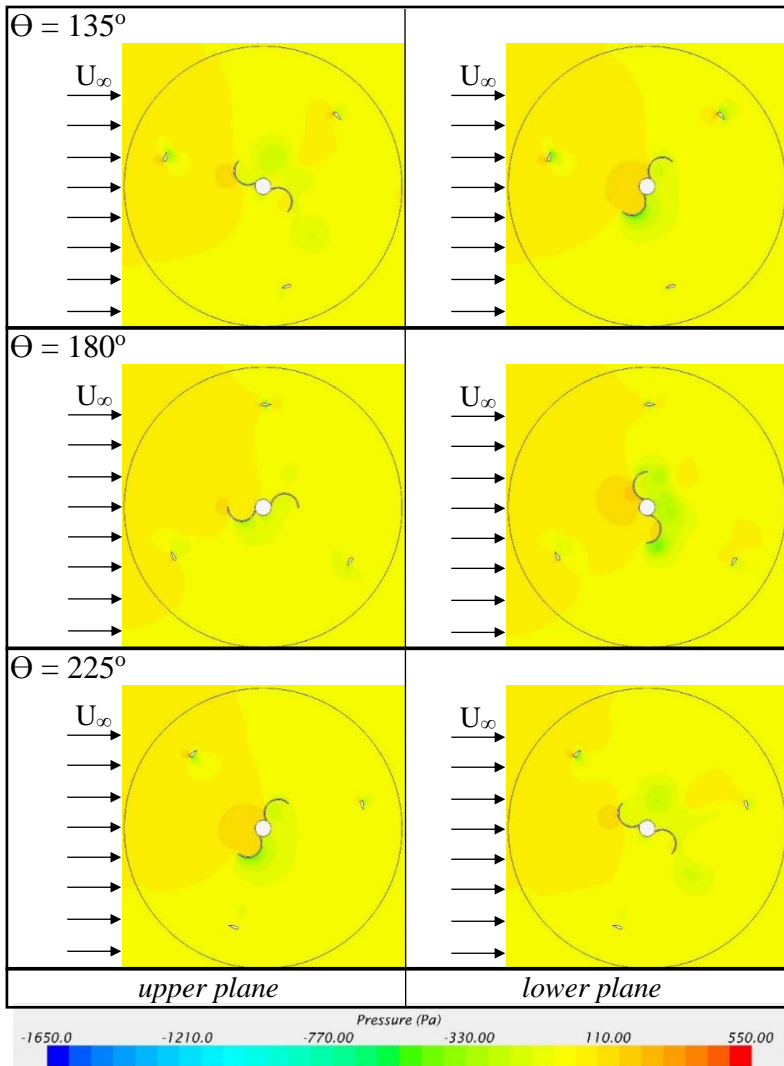 Θ = 135º
U∞ U∞
Θ = 180º
U∞ U∞
Θ = 225º
U∞ U∞
upper plane lower plane
Pressure (Pa)
-1650.0 -1210.0 -770.00 -330.00 110.00 550.00